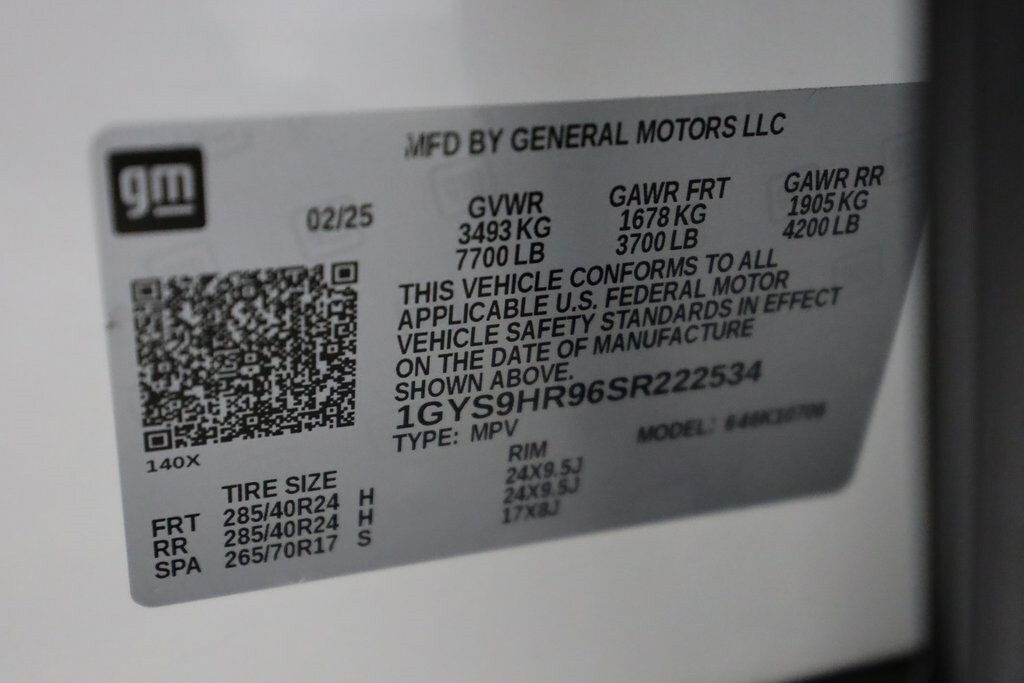 gm
MFD BY GENERAL MOTORS LLC
02/25
GVWR
3493 KG
7700 LB
GAWR FRT
1678 KG
3700 LB
GAWR RR
1905 KG
4200 LB
THIS VEHICLE CONFORMS TO ALL
APPLICABLE U.S. FEDERAL MOTOR
VEHICLE SAFETY STANDARDS IN EFFECT
ON THE DATE OF MANUFACTURE
SHOWN ABOVE.
1GYS9HR96SR222534
TYPE: MPV
MODEL:
140X
TIRE SIZE
RIM
FRT 285/40R24 H 24X9.5J
RR 285/40R24 H 24X9.5J
SPA 265/70R17 S 17X8J